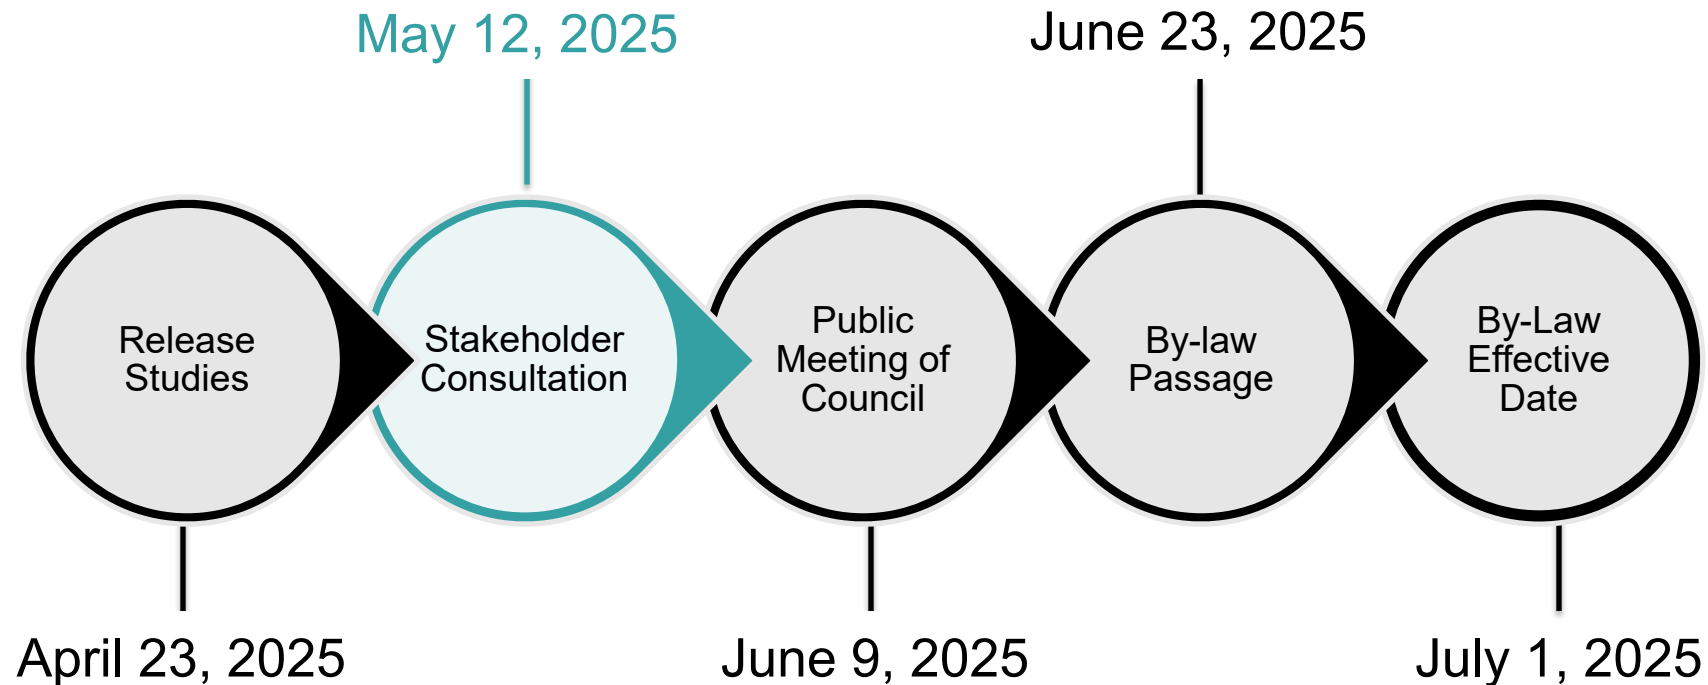 May 12, 2025
June 23, 2025
Release
Studies
Stakeholder
Consultation
Public
Meeting of
Council
By-law
Passage
By-Law
Effective
Date
April 23, 2025
June 9, 2025
July 1, 2025